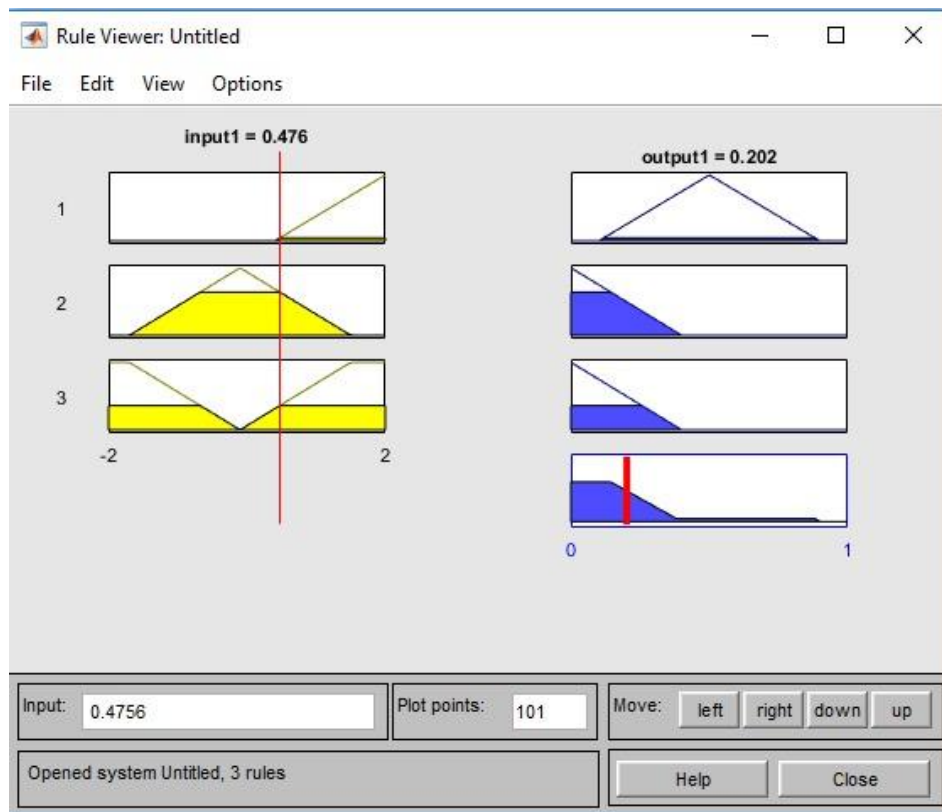 Rule Viewer: Untitled
File Edit View Options
input1 = 0.476
output1 = 0.202
1
2
3
-2 2
0 1
Input: 0.4756
Plot points: 101
Move: left right down up
Opened system Untitled, 3 rules
Help Close